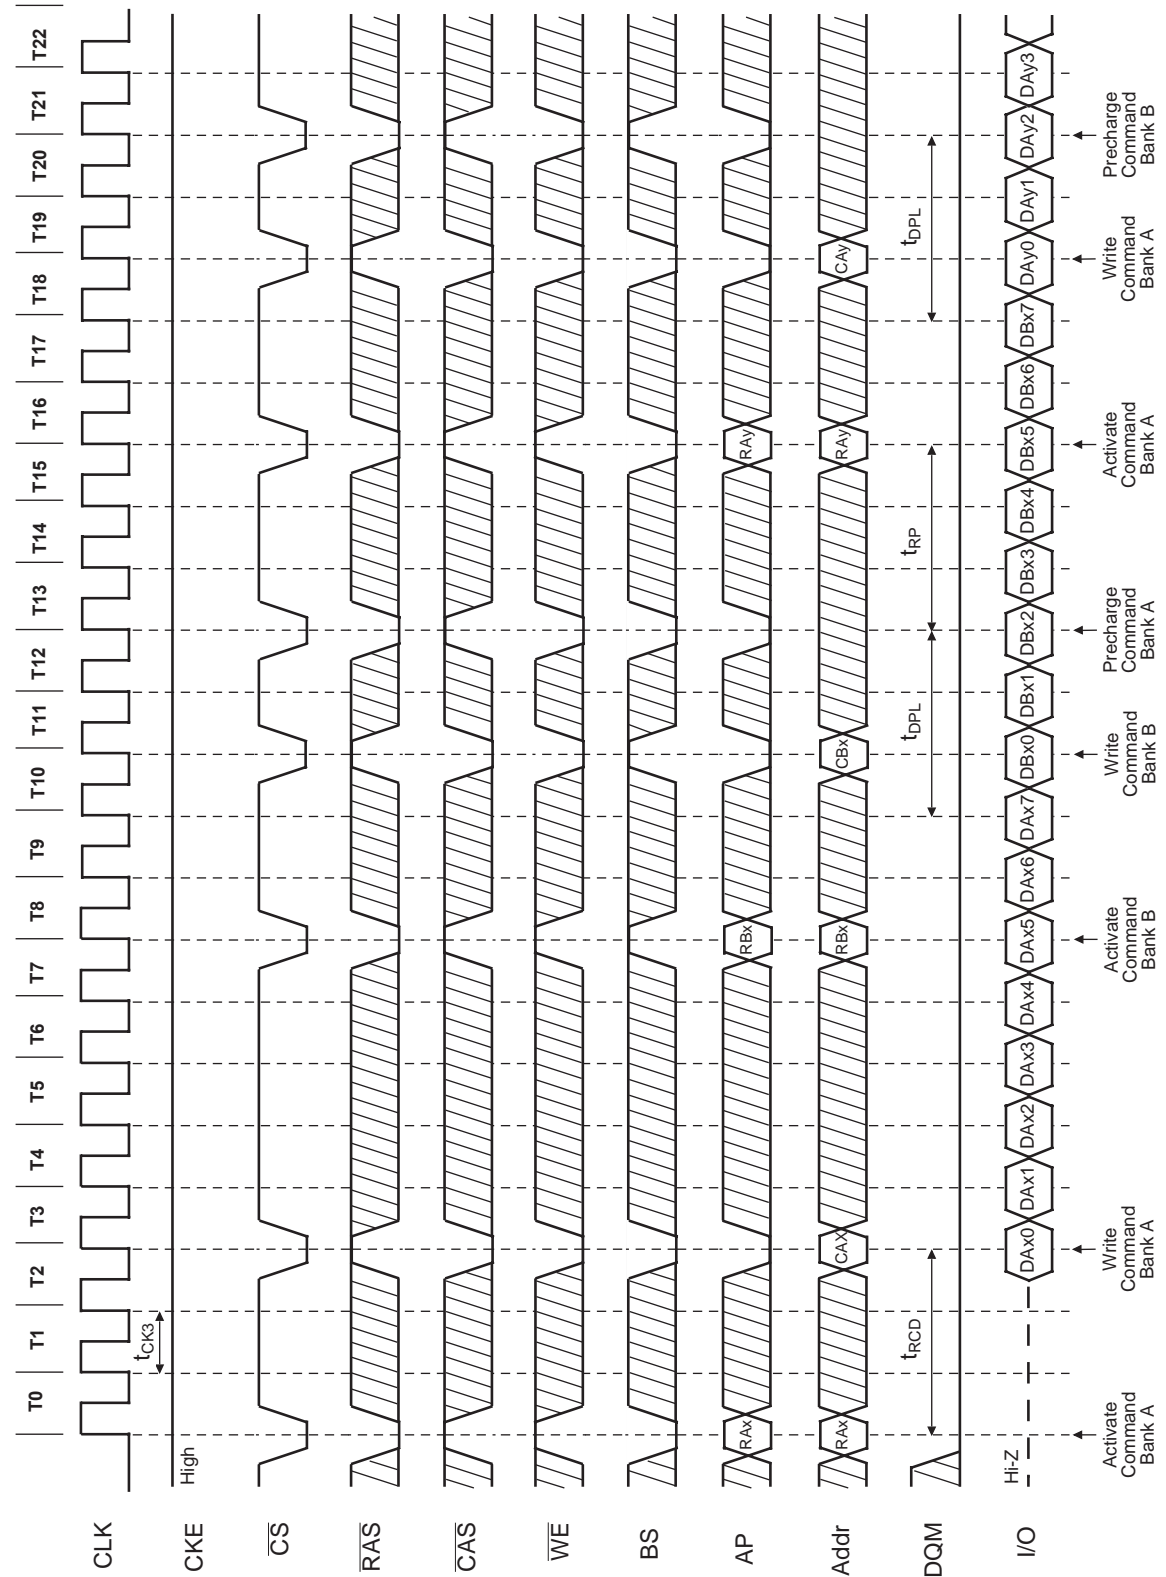 T0 T1 T2 T3 T4 T5 T6 T7 T8 T9 T10 T11 T12 T13 T14 T15 T16 T17 T18 T19 T20 T21 T22
CLK
tCK3
CKE
High
CS
RAS
CAS
WE
BS
AP
RAx RBx RAy
Addr
RAx CAX RBx CBx RAy CAy
DQM
tRCD tDPL tRP tDPL
I/O
Hi-Z
DAx0 DAx1 DAx2 DAx3 DAx4 DAx5 DAx6 DAx7 DBx0 DBx1 DBx2 DBx3 DBx4 DBx5 DBx6 DBx7 DAy0 DAy1 DAy2 DAy3
Activate
Command
Bank A
Write
Command
Bank A
Activate
Command
Bank B
Write
Command
Bank B
Precharge
Command
Bank A
Activate
Command
Bank A
Write
Command
Bank A
Precharge
Command
Bank B